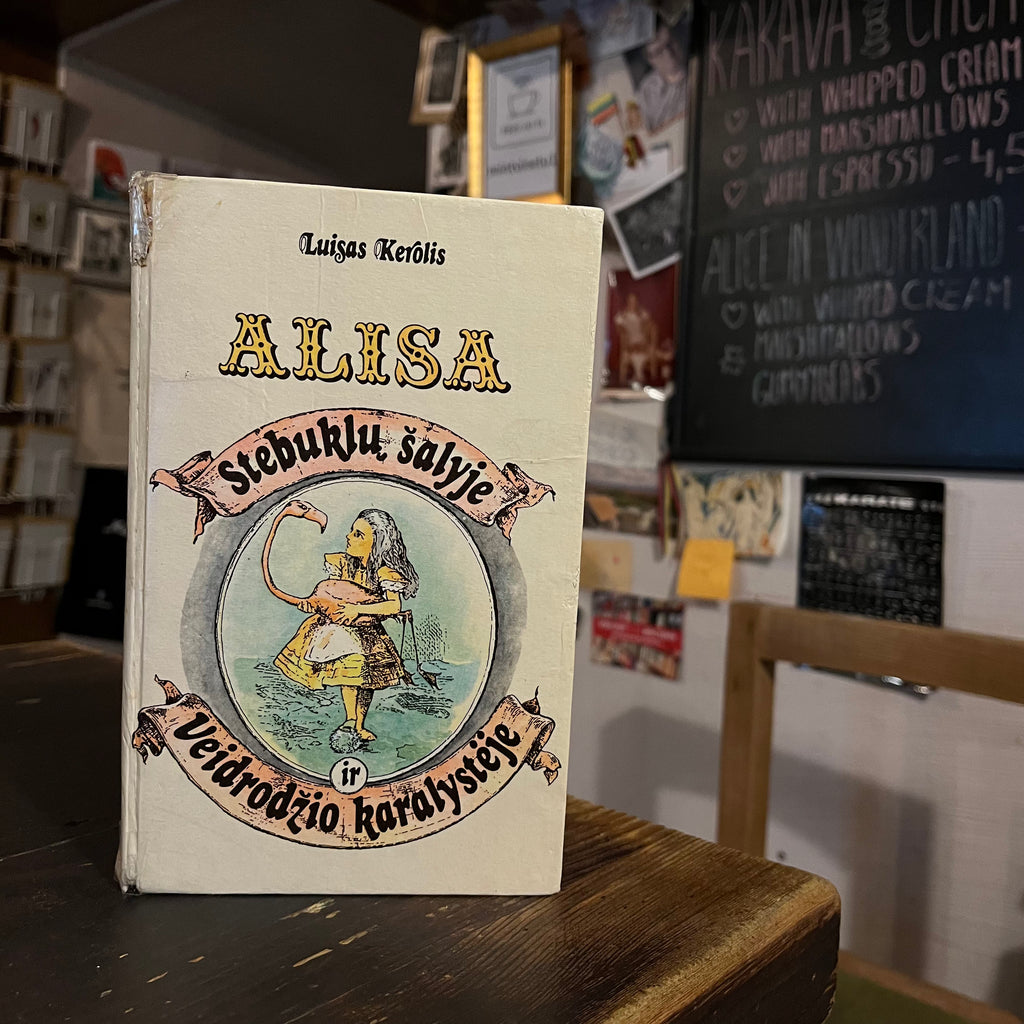 Luisas Kerolis
ALISA
Stebuklų šalyje
ir
Veidrodžio karalystėje
KAKAVA
WITH WHIPPED CREAM
WITH MARSHMALLOWS
WITH ESPRESSO - 4,5
ALICE IN WONDERLAND -
WITH WHIPPED CREAM
MARSHMALLOWS
GUMMYBEARS